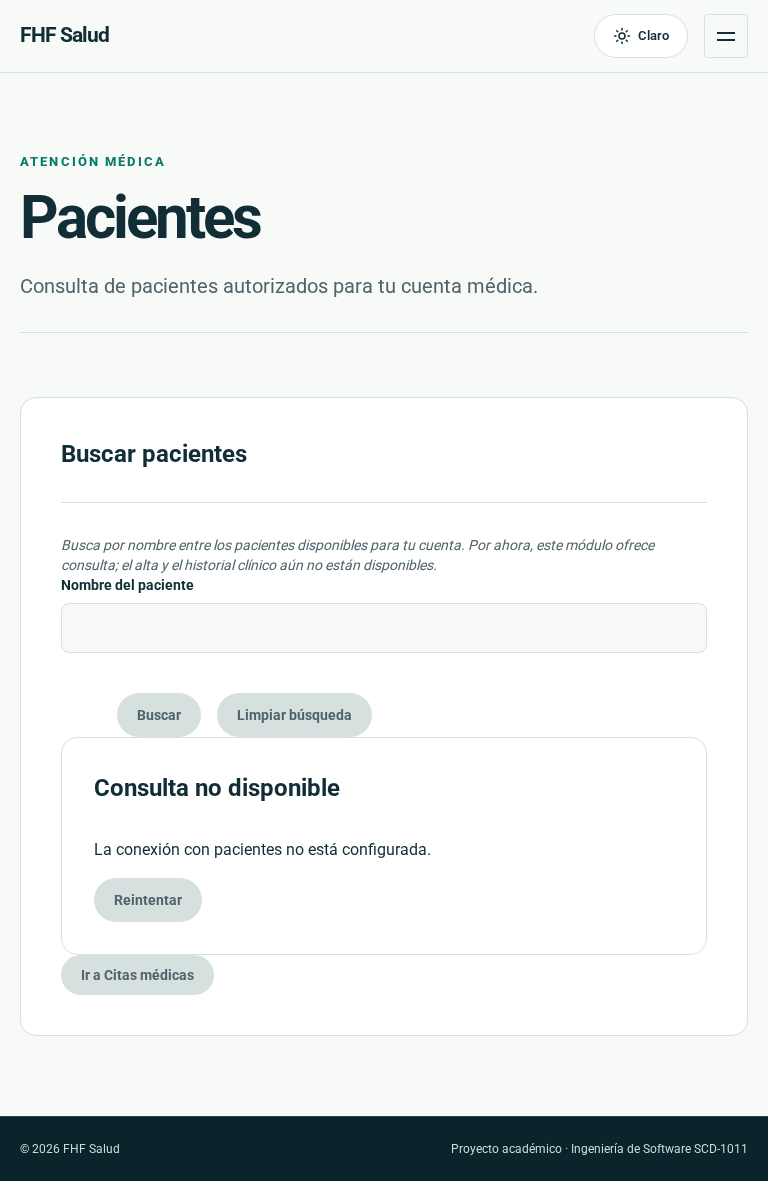 FHF Salud
Claro
ATENCIÓN MÉDICA
Pacientes
Consulta de pacientes autorizados para tu cuenta médica.
Buscar pacientes
Busca por nombre entre los pacientes disponibles para tu cuenta. Por ahora, este módulo ofrece
consulta; el alta y el historial clínico aún no están disponibles.
Nombre del paciente
Buscar
Limpiar búsqueda
Consulta no disponible
La conexión con pacientes no está configurada.
Reintentar
Ir a Citas médicas
© 2026 FHF Salud
Proyecto académico · Ingeniería de Software SCD-1011